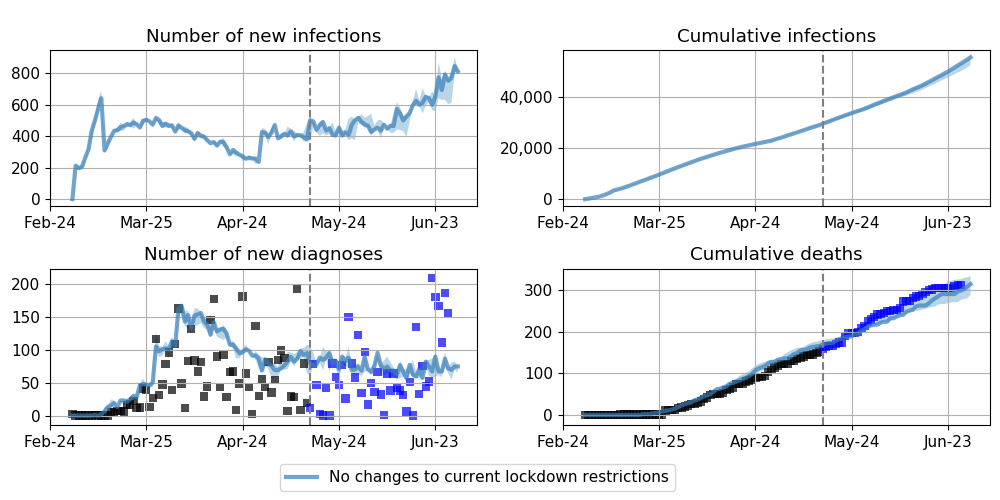 Number of new infections
800
600
400
200
0
Feb-24 Mar-25 Apr-24 May-24 Jun-23
Cumulative infections
40,000
20,000
0
Feb-24 Mar-25 Apr-24 May-24 Jun-23
Number of new diagnoses
200
150
100
50
0
Feb-24 Mar-25 Apr-24 May-24 Jun-23
Cumulative deaths
300
200
100
0
Feb-24 Mar-25 Apr-24 May-24 Jun-23
No changes to current lockdown restrictions